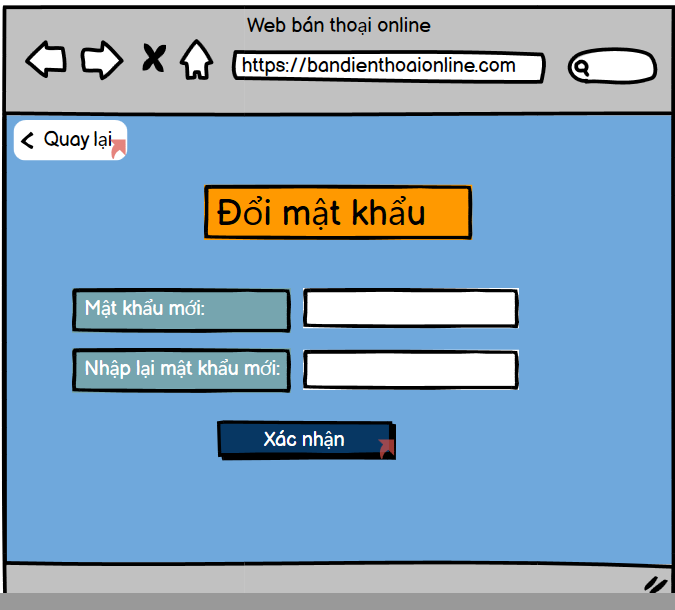 Web bán thoại online
https://bandienthoaionline.com
Quay lại
Đổi mật khẩu
Mật khẩu mới:
Nhập lại mật khẩu mới:
Xác nhận